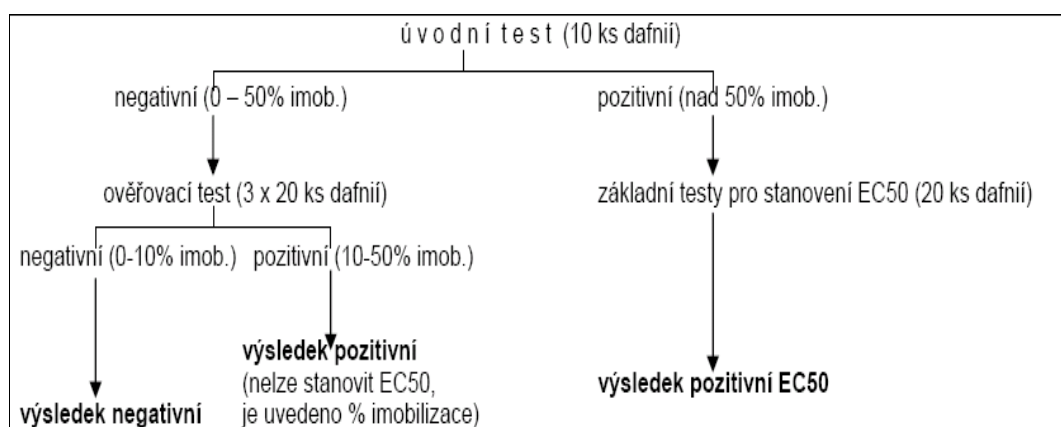 ú v o d n í  t e s t  (10 ks dafnií)
negativní (0 – 50% imob.)
pozitivní (nad 50% imob.)
ověřovací test (3 x 20 ks dafnií)
základní testy pro stanovení EC50 (20 ks dafnií)
negativní (0-10% imob.)
pozitivní (10-50% imob.)
výsledek pozitivní
(nelze stanovit EC50,
je uvedeno % imobilizace)
výsledek pozitivní EC50
výsledek negativní